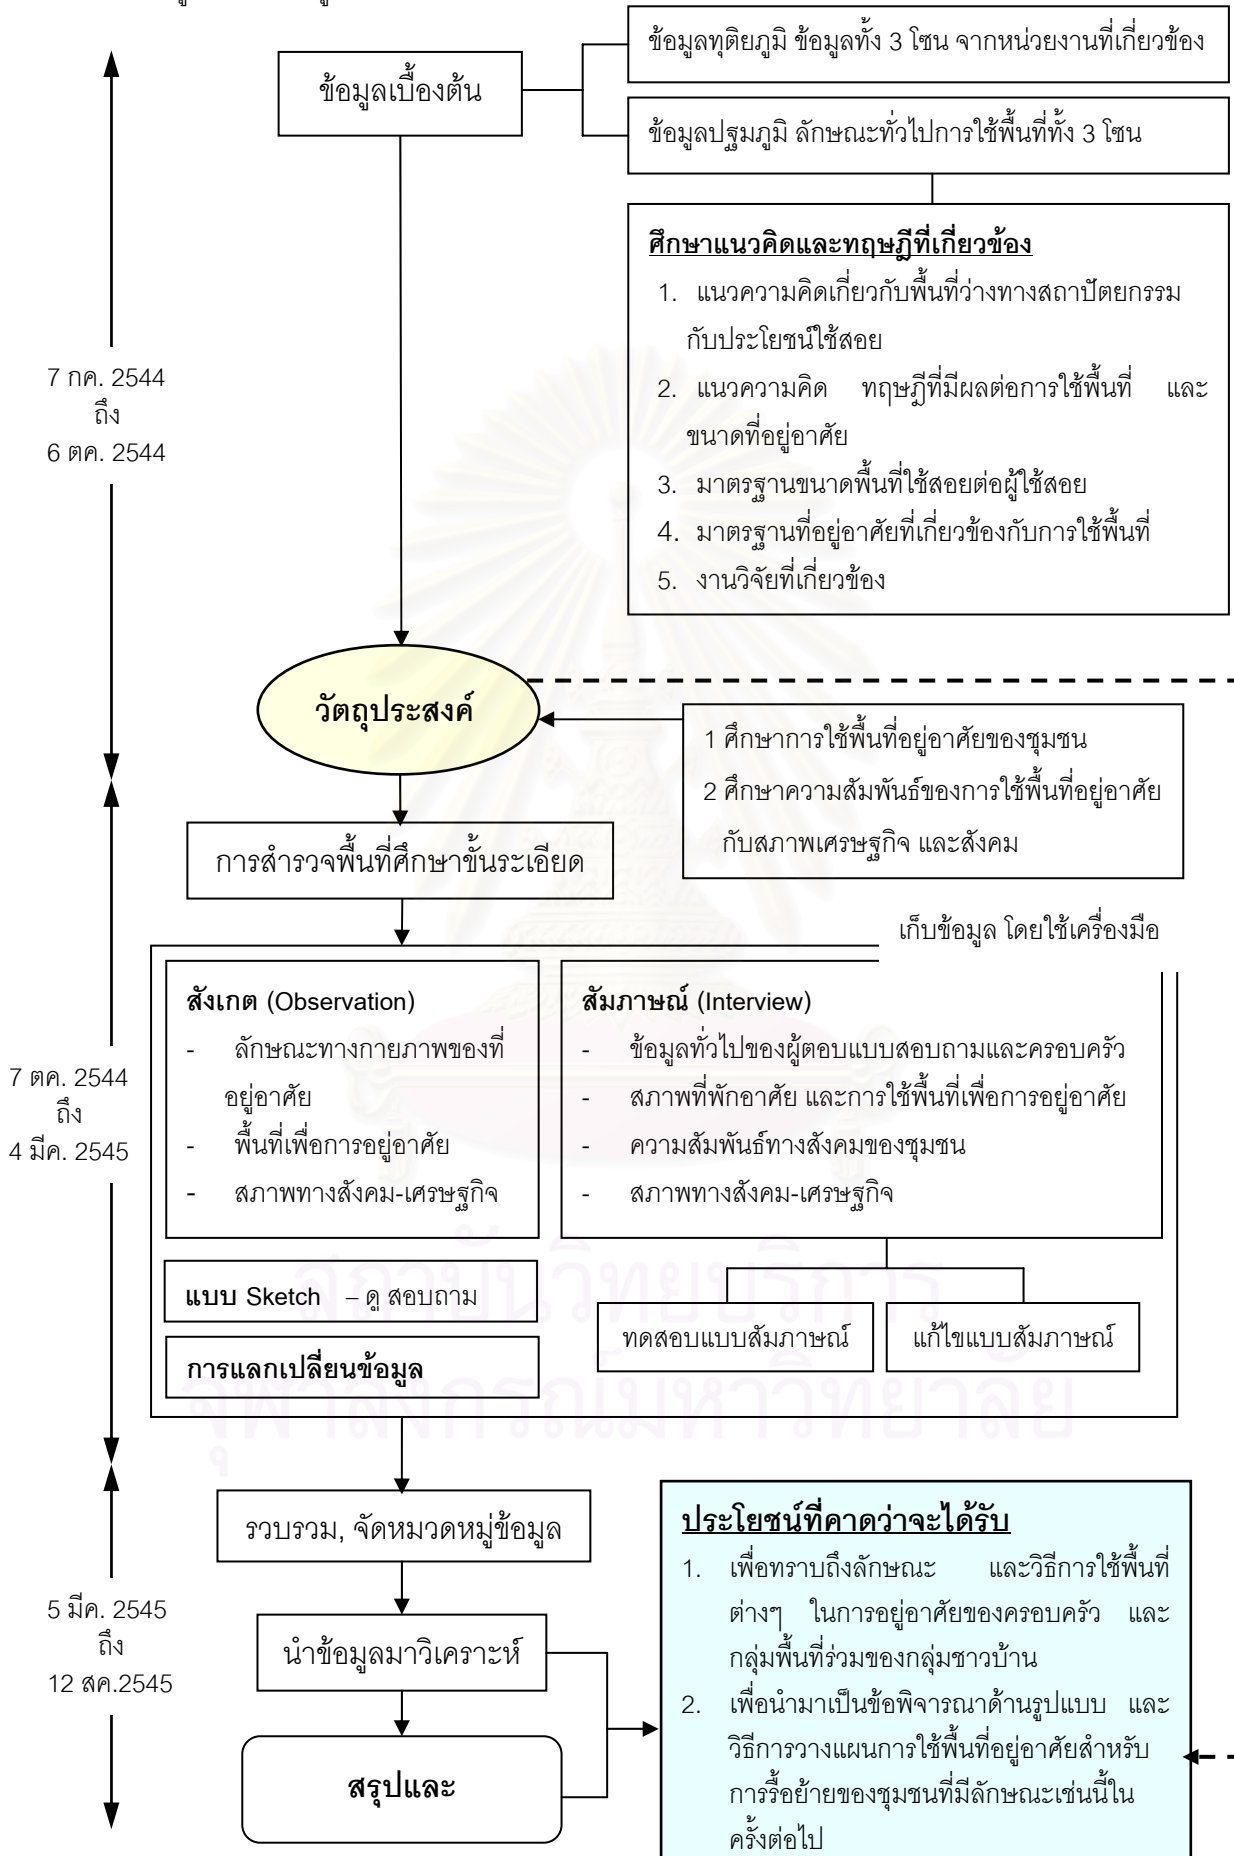 ข้อมูลทุติยภูมิ ข้อมูลทั้ง 3 โซน จากหน่วยงานที่เกี่ยวข้อง
ข้อมูลเบื้องต้น
ข้อมูลปฐมภูมิ ลักษณะทั่วไปการใช้พื้นที่ทั้ง 3 โซน
ศึกษาแนวคิดและทฤษฎีที่เกี่ยวข้อง
1. แนวความคิดเกี่ยวกับพื้นที่ว่างทางสถาปัตยกรรม
กับประโยชน์ใช้สอย
2. แนวความคิด ทฤษฎีที่มีผลต่อการใช้พื้นที่ และ
ขนาดที่อยู่อาศัย
3. มาตรฐานขนาดพื้นที่ใช้สอยต่อผู้ใช้สอย
4. มาตรฐานที่อยู่อาศัยที่เกี่ยวข้องกับการใช้พื้นที่
5. งานวิจัยที่เกี่ยวข้อง
7 กค. 2544
ถึง
6 ตค. 2544
วัตถุประสงค์
1 ศึกษาการใช้พื้นที่อยู่อาศัยของชุมชน
2 ศึกษาความสัมพันธ์ของการใช้พื้นที่อยู่อาศัย
กับสภาพเศรษฐกิจ และสังคม
การสำรวจพื้นที่ศึกษาขั้นระเอียด
เก็บข้อมูล โดยใช้เครื่องมือ
สังเกต (Observation)
- ลักษณะทางกายภาพของที่
อยู่อาศัย
- พื้นที่เพื่อการอยู่อาศัย
- สภาพทางสังคม-เศรษฐกิจ
สัมภาษณ์ (Interview)
- ข้อมูลทั่วไปของผู้ตอบแบบสอบถามและครอบครัว
- สภาพที่พักอาศัย และการใช้พื้นที่เพื่อการอยู่อาศัย
- ความสัมพันธ์ทางสังคมของชุมชน
- สภาพทางสังคม-เศรษฐกิจ
7 ตค. 2544
ถึง
4 มีค. 2545
แบบ Sketch – ดู สอบถาม
การแลกเปลี่ยนข้อมูล
ทดสอบแบบสัมภาษณ์
แก้ไขแบบสัมภาษณ์
สถาบันวิทยบริการ
จุฬาลงกรณ์มหาวิทยาลัย
รวบรวม, จัดหมวดหมู่ข้อมูล
นำข้อมูลมาวิเคราะห์
สรุปและ
5 มีค. 2545
ถึง
12 สค.2545
ประโยชน์ที่คาดว่าจะได้รับ
1. เพื่อทราบถึงลักษณะ และวิธีการใช้พื้นที่
ต่างๆ ในการอยู่อาศัยของครอบครัว และ
กลุ่มพื้นที่ร่วมของกลุ่มชาวบ้าน
2. เพื่อนำมาเป็นข้อพิจารณาด้านรูปแบบ และ
วิธีการวางแผนการใช้พื้นที่อยู่อาศัยสำหรับ
การรื้อย้ายของชุมชนที่มีลักษณะเช่นนี้ใน
ครั้งต่อไป